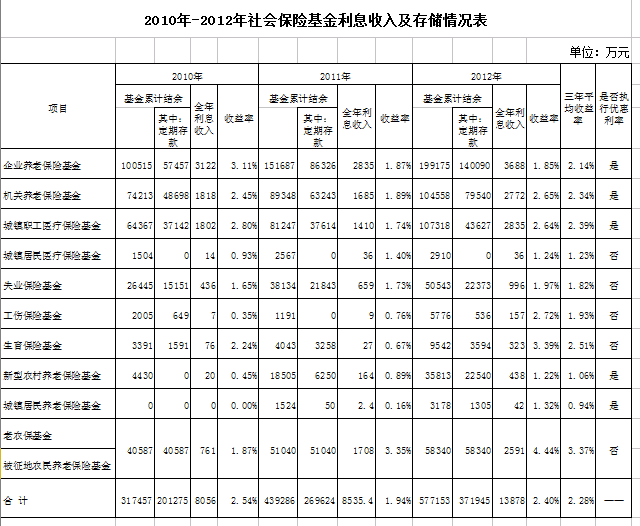 2010年-2012年社会保险基金利息收入及存储情况表
单位：万元
项目 2010年 2011年 2012年 三年平均收益率 是否执行优惠利率
基金累计结余 全年利息收入 收益率 基金累计结余 全年利息收入 收益率 基金累计结余 全年利息收入 收益率
其中：定期存款 其中：定期存款 其中：定期存款
企业养老保险基金 100515 57457 3122 3.11% 151687 86326 2835 1.87% 199175 140090 3688 1.85% 2.14% 是
机关养老保险基金 74213 48698 1818 2.45% 89348 63243 1685 1.89% 104558 79540 2772 2.65% 2.34% 是
城镇职工医疗保险基金 64367 37142 1802 2.80% 81247 37614 1410 1.74% 107318 43627 2835 2.64% 2.39% 是
城镇居民医疗保险基金 1504 0 14 0.93% 2567 0 36 1.40% 2910 0 36 1.24% 1.23% 否
失业保险基金 26445 15151 436 1.65% 38134 21843 659 1.73% 50543 22373 996 1.97% 1.82% 否
工伤保险基金 2005 649 7 0.35% 1191 0 9 0.76% 5776 536 157 2.72% 1.93% 否
生育保险基金 3391 1591 76 2.24% 4043 3258 27 0.67% 9542 3594 323 3.39% 2.51% 否
新型农村养老保险基金 4430 0 20 0.45% 18505 6250 164 0.89% 35813 22540 438 1.22% 1.06% 是
城镇居民养老保险基金 0 0 0 0.00% 1524 50 2.4 0.16% 3178 1305 42 1.32% 0.94% 是
老农保基金
40587 40587 761 1.87% 51040 51040 1708 3.35% 58340 58340 2591 4.44% 3.37% 否
被征地农民养老保险基金
合 计 317457 201275 8056 2.54% 439286 269624 8535.4 1.94% 577153 371945 13878 2.40% 2.28% ——